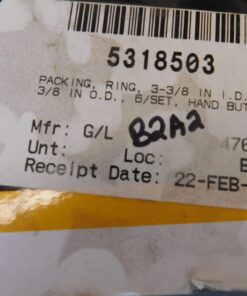 5318503
PACKING, RING, 3-3/8 IN I.D.
3/8 IN O.D., 6/SET, HAND BUT
Mfr: G/L B2A2
476
Unt: Loc: B
Receipt Date: 22-FEB-